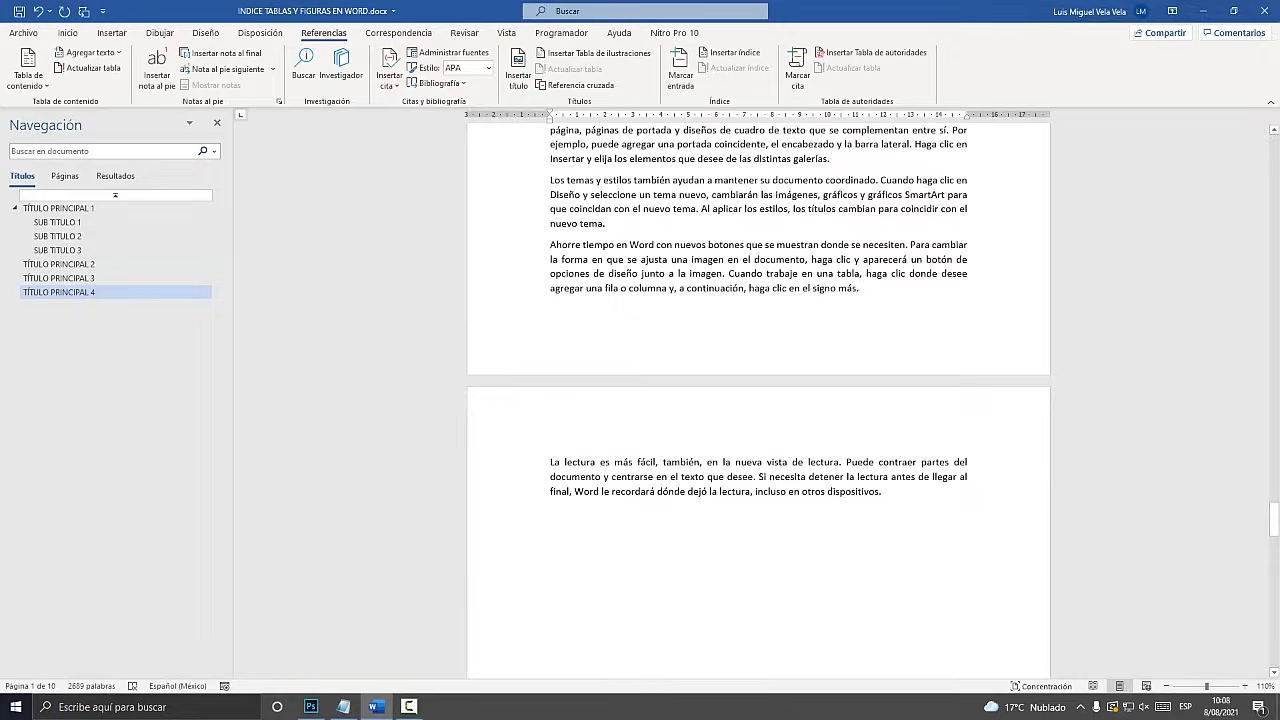 INDICE TABLAS Y FIGURAS EN WORD.docx
Buscar
Luis Miguel Vela Vela
LM
Archivo
Inicio
Insertar
Dibujar
Diseño
Disposición
Referencias
Correspondencia
Revisar
Vista
Programador
Ayuda
Nitro Pro 10
Compartir
Comentarios
Tabla de contenido
Agregar texto
Actualizar tabla
Tabla de contenido
ab
Insertar nota al pie
Insertar nota al final
Nota al pie siguiente
Mostrar notas
Notas al pie
Buscar
Investigador
Investigación
Insertar cita
Administrar fuentes
Estilo: APA
Bibliografía
Citas y bibliografía
Insertar título
Insertar Tabla de ilustraciones
Actualizar tabla
Referencia cruzada
Títulos
Marcar entrada
Insertar índice
Actualizar índice
Índice
Marcar cita
Insertar Tabla de autoridades
Actualizar tabla
Tabla de autoridades
Navegación
Buscar en documento
Títulos
Páginas
Resultados
TÍTULO PRINCIPAL 1
SUB TITULO 1
SUB TITULO 2
SUB TITULO 3
TÍTULO PRINCIPAL 2
TÍTULO PRINCIPAL 3
TÍTULO PRINCIPAL 4
página, páginas de portada y diseños de cuadro de texto que se complementan entre sí. Por
ejemplo, puede agregar una portada coincidente, el encabezado y la barra lateral. Haga clic en
Insertar y elija los elementos que desee de las distintas galerías.
Los temas y estilos también ayudan a mantener su documento coordinado. Cuando haga clic en
Diseño y seleccione un tema nuevo, cambiarán las imágenes, gráficos y gráficos SmartArt para
que coincidan con el nuevo tema. Al aplicar los estilos, los títulos cambian para coincidir con el
nuevo tema.
Ahorre tiempo en Word con nuevos botones que se muestran donde se necesiten. Para cambiar
la forma en que se ajusta una imagen en el documento, haga clic y aparecerá un botón de
opciones de diseño junto a la imagen. Cuando trabaje en una tabla, haga clic donde desee
agregar una fila o columna y, a continuación, haga clic en el signo más.
La lectura es más fácil, también, en la nueva vista de lectura. Puede contraer partes del
documento y centrarse en el texto que desee. Si necesita detener la lectura antes de llegar al
final, Word le recordará dónde dejó la lectura, incluso en otros dispositivos.
Página 1 de 10
2689 palabras
Español (México)
Concentración
110%
Escribe aquí para buscar
Ps
17°C Nublado
ESP
10:08
8/08/2021